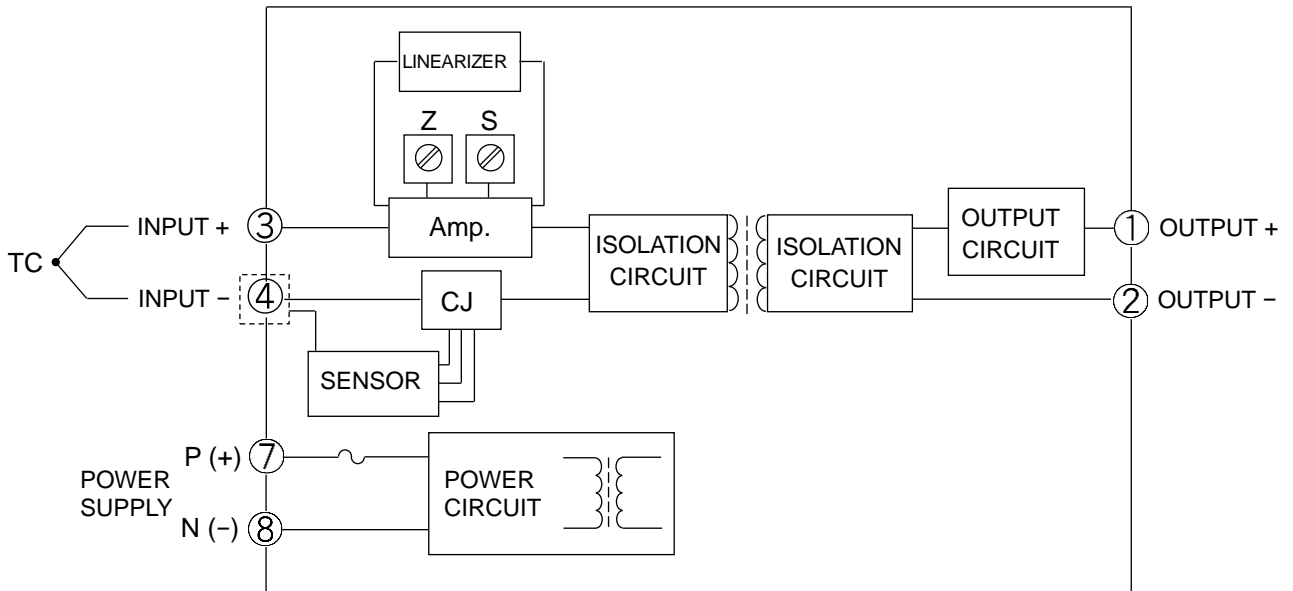 LINEARIZER
Z
S
INPUT +
3
Amp.
ISOLATION
CIRCUIT
ISOLATION
CIRCUIT
OUTPUT
CIRCUIT
1
OUTPUT +
TC
INPUT −
4
CJ
2
OUTPUT −
SENSOR
P (+)
7
POWER
SUPPLY
POWER
CIRCUIT
N (−)
8